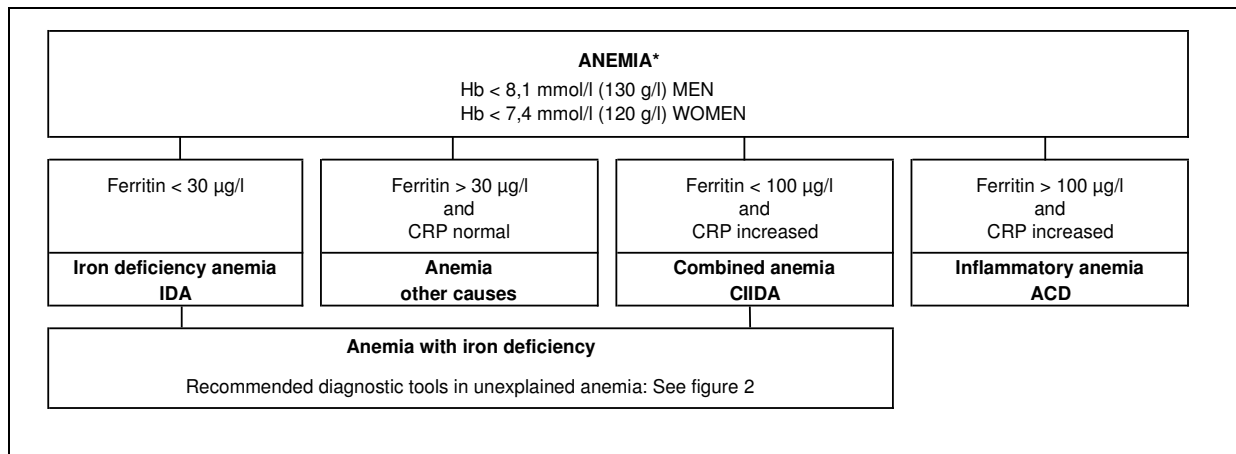 ANEMIA*
Hb < 8,1 mmol/l (130 g/l) MEN
Hb < 7,4 mmol/l (120 g/l) WOMEN
Ferritin < 30 µg/l
Iron deficiency anemia
IDA
Ferritin > 30 µg/l
and
CRP normal
Anemia
other causes
Ferritin < 100 µg/l
and
CRP increased
Combined anemia
CIIDA
Ferritin > 100 µg/l
and
CRP increased
Inflammatory anemia
ACD
Anemia with iron deficiency
Recommended diagnostic tools in unexplained anemia: See figure 2